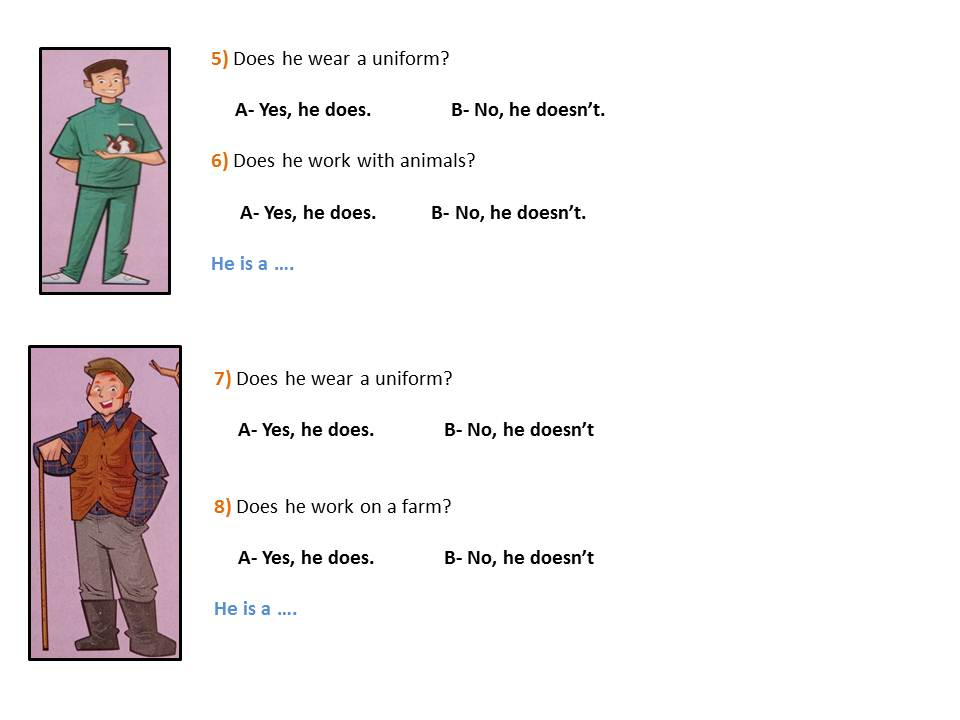 5) Does he wear a uniform?
A- Yes, he does. B- No, he doesn’t.
6) Does he work with animals?
A- Yes, he does. B- No, he doesn’t.
He is a ….
7) Does he wear a uniform?
A- Yes, he does. B- No, he doesn’t
8) Does he work on a farm?
A- Yes, he does. B- No, he doesn’t
He is a ….